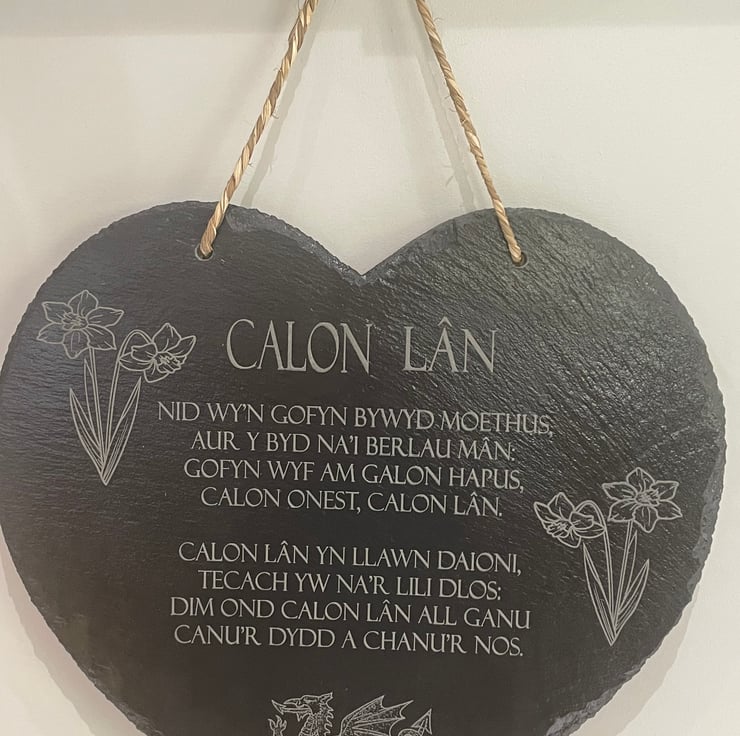 CALON LÂN
NID WY'N GOFYN BYWYD MOETHUS,
AUR Y BYD NA'I BERLAU MÂN:
GOFYN WYF AM GALON HAPUS,
CALON ONEST, CALON LÂN.
CALON LÂN YN LLAWN DAIONI,
TECACH YW NA'R LILI DLOS:
DIM OND CALON LÂN ALL GANU
CANU'R DYDD A CHANU'R NOS.